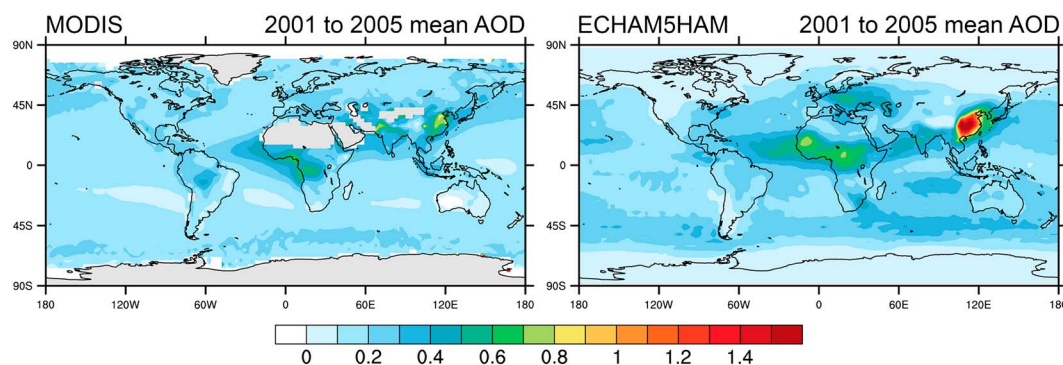 MODIS 2001 to 2005 mean AOD ECHAM5HAM 2001 to 2005 mean AOD
90N 90N
45N 45N
0 0
45S 45S
90S 90S
180 120W 60W 0 60E 120E 180 180 120W 60W 0 60E 120E 180
0 0.2 0.4 0.6 0.8 1 1.2 1.4